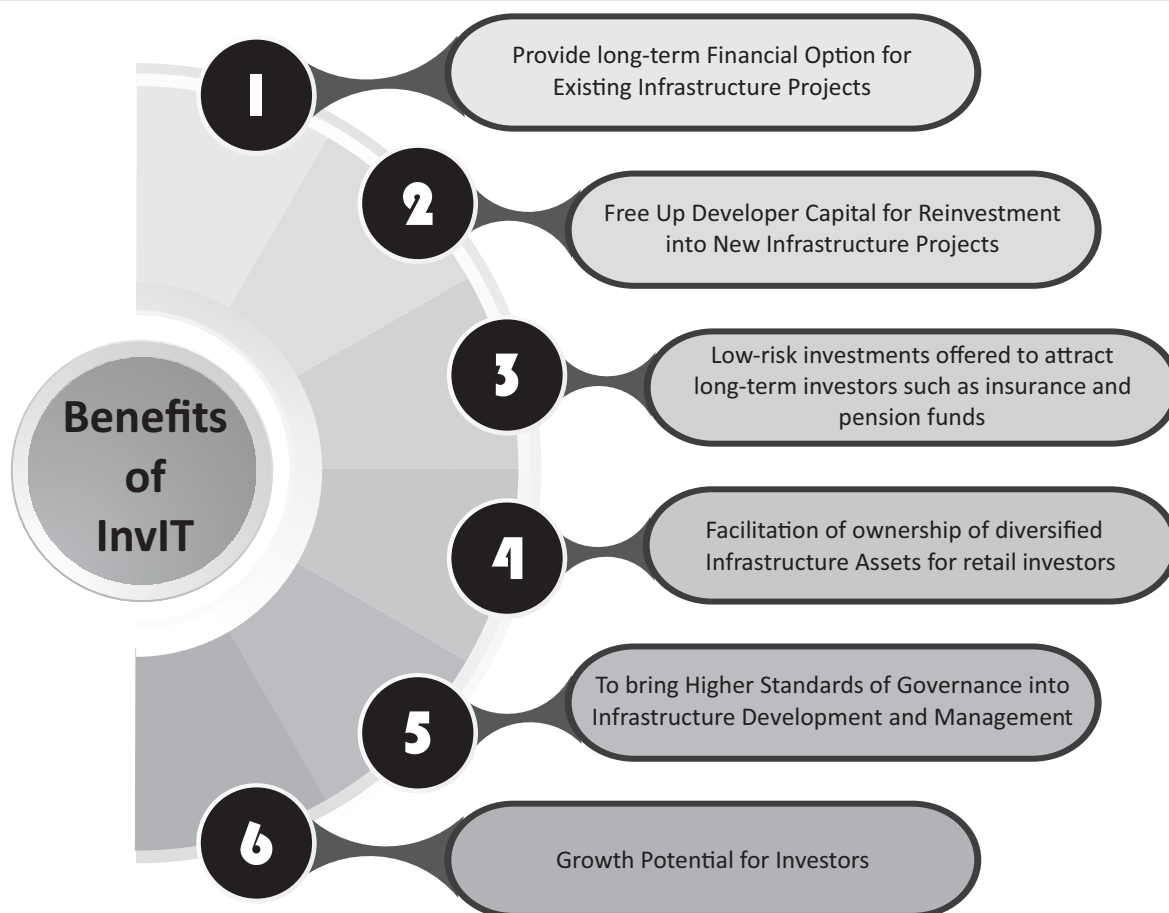 Benefits
of
InvIT
1
Provide long-term Financial Option for
Existing Infrastructure Projects
2
Free Up Developer Capital for Reinvestment
into New Infrastructure Projects
3
Low-risk investments offered to attract
long-term investors such as insurance and
pension funds
4
Facilitation of ownership of diversified
Infrastructure Assets for retail investors
5
To bring Higher Standards of Governance into
Infrastructure Development and Management
6
Growth Potential for Investors